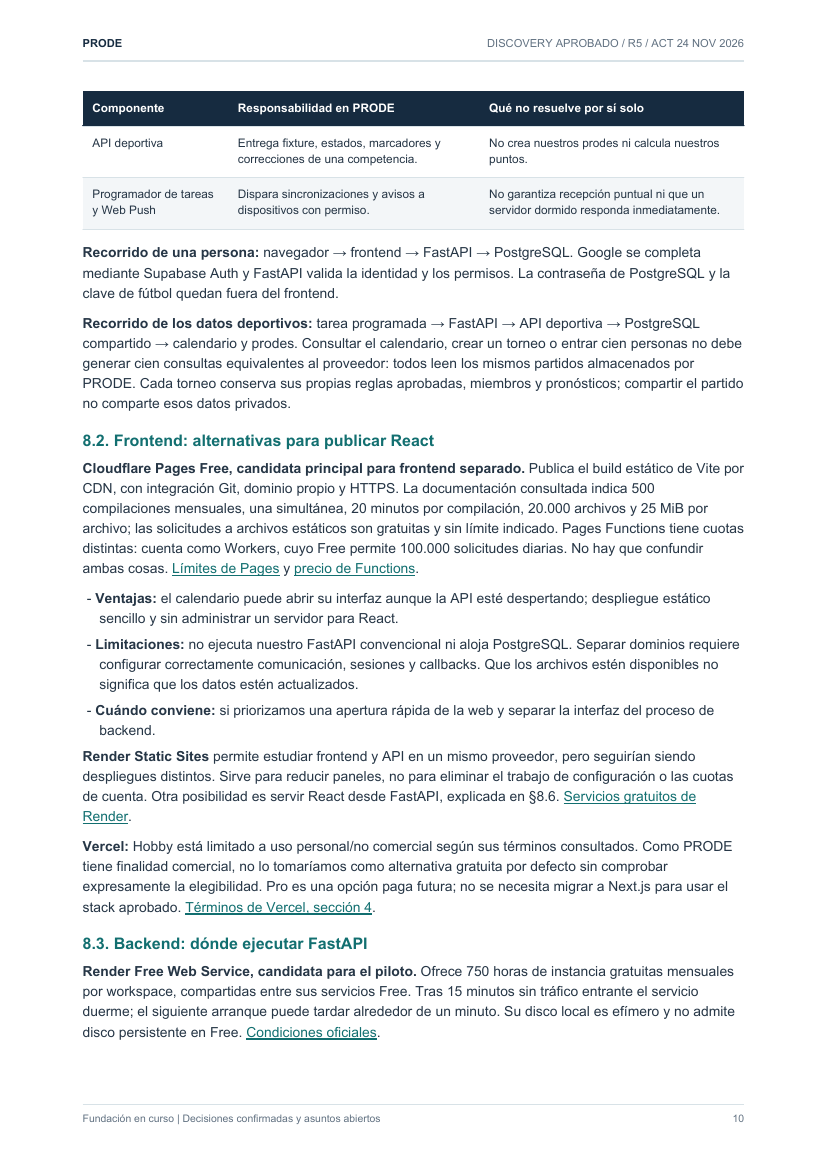 PRODE
DISCOVERY APROBADO / R5 / ACT 24 NOV 2026
Componente Responsabilidad en PRODE Qué no resuelve por sí solo
API deportiva Entrega fixture, estados, marcadores y No crea nuestros prodes ni calcula nuestros
correcciones de una competencia. puntos.
Programador de tareas Dispara sincronizaciones y avisos a No garantiza recepción puntual ni que un
y Web Push dispositivos con permiso. servidor dormido responda inmediatamente.
Recorrido de una persona: navegador → frontend → FastAPI → PostgreSQL. Google se completa
mediante Supabase Auth y FastAPI valida la identidad y los permisos. La contraseña de PostgreSQL y la
clave de fútbol quedan fuera del frontend.
Recorrido de los datos deportivos: tarea programada → FastAPI → API deportiva → PostgreSQL
compartido → calendario y prodes. Consultar el calendario, crear un torneo o entrar cien personas no debe
generar cien consultas equivalentes al proveedor: todos leen los mismos partidos almacenados por
PRODE. Cada torneo conserva sus propias reglas aprobadas, miembros y pronósticos; compartir el partido
no comparte esos datos privados.
8.2. Frontend: alternativas para publicar React
Cloudflare Pages Free, candidata principal para frontend separado. Publica el build estático de Vite por
CDN, con integración Git, dominio propio y HTTPS. La documentación consultada indica 500
compilaciones mensuales, una simultánea, 20 minutos por compilación, 20.000 archivos y 25 MiB por
archivo; las solicitudes a archivos estáticos son gratuitas y sin límite indicado. Pages Functions tiene cuotas
distintas: cuenta como Workers, cuyo Free permite 100.000 solicitudes diarias. No hay que confundir
ambas cosas. Límites de Pages y precio de Functions.
- Ventajas: el calendario puede abrir su interfaz aunque la API esté despertando; despliegue estático
sencillo y sin administrar un servidor para React.
- Limitaciones: no ejecuta nuestro FastAPI convencional ni aloja PostgreSQL. Separar dominios requiere
configurar correctamente comunicación, sesiones y callbacks. Que los archivos estén disponibles no
significa que los datos estén actualizados.
- Cuándo conviene: si priorizamos una apertura rápida de la web y separar la interfaz del proceso de
backend.
Render Static Sites permite estudiar frontend y API en un mismo proveedor, pero seguirían siendo
despliegues distintos. Sirve para reducir paneles, no para eliminar el trabajo de configuración o las cuotas
de cuenta. Otra posibilidad es servir React desde FastAPI, explicada en §8.6. Servicios gratuitos de
Render.
Vercel: Hobby está limitado a uso personal/no comercial según sus términos consultados. Como PRODE
tiene finalidad comercial, no lo tomaríamos como alternativa gratuita por defecto sin comprobar
expresamente la elegibilidad. Pro es una opción paga futura; no se necesita migrar a Next.js para usar el
stack aprobado. Términos de Vercel, sección 4.
8.3. Backend: dónde ejecutar FastAPI
Render Free Web Service, candidata para el piloto. Ofrece 750 horas de instancia gratuitas mensuales
por workspace, compartidas entre sus servicios Free. Tras 15 minutos sin tráfico entrante el servicio
duerme; el siguiente arranque puede tardar alrededor de un minuto. Su disco local es efímero y no admite
disco persistente en Free. Condiciones oficiales.
Fundación en curso | Decisiones confirmadas y asuntos abiertos
10